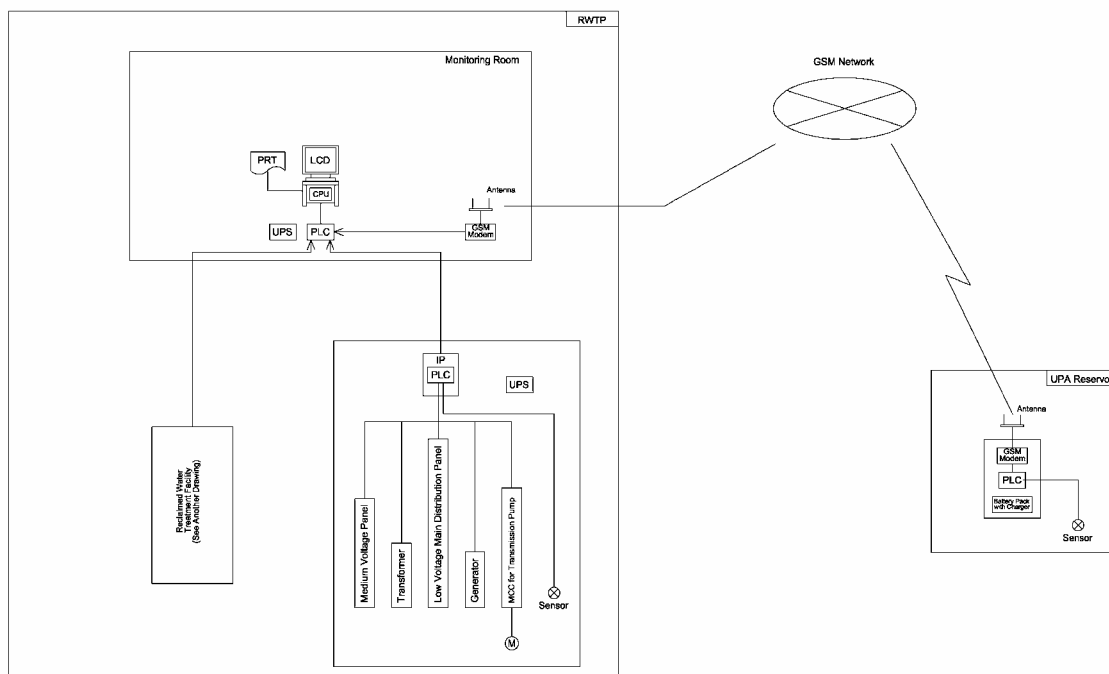 RWTP
Monitoring Room
GSM Network
PRT
LCD
CPU
Antenna
UPS
PLC
GSM
Modem
IP
PLC
UPS
UPA Reservo
Antenna
GSM
Modem
PLC
Battery Pack
with Charger
Sensor
Reclaimed Water
Treatment Facility
(See Another Drawing)
Medium Voltage Panel
Transformer
Low Voltage Main Distribution Panel
Generator
MCC for Transmission Pump
Sensor
M